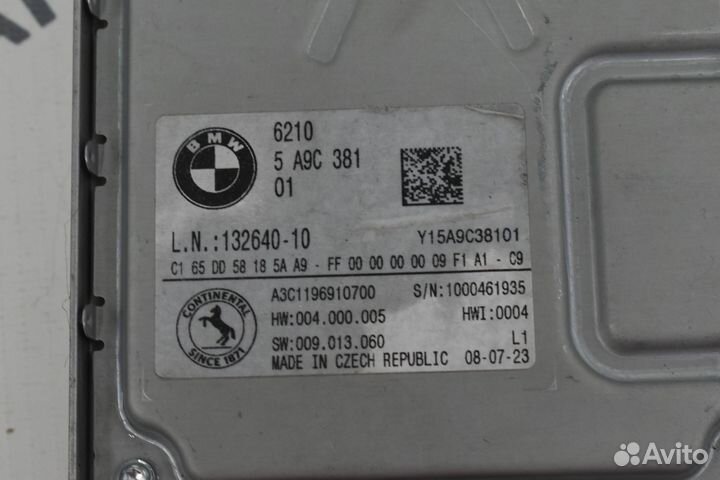 BMW
6210
5 A9C 381
01
L.N.:132640-10
Y15A9C38101
C1 65 DD 58 18 5A A9 - FF 00 00 00 00 09 F1 A1 - C9
CONTINENTAL
SINCE 1871
A3C1196910700 S/N:1000461935
HW:004.000.005 HWI:0004
SW:009.013.060 L1
MADE IN CZECH REPUBLIC 08-07-23
Avito